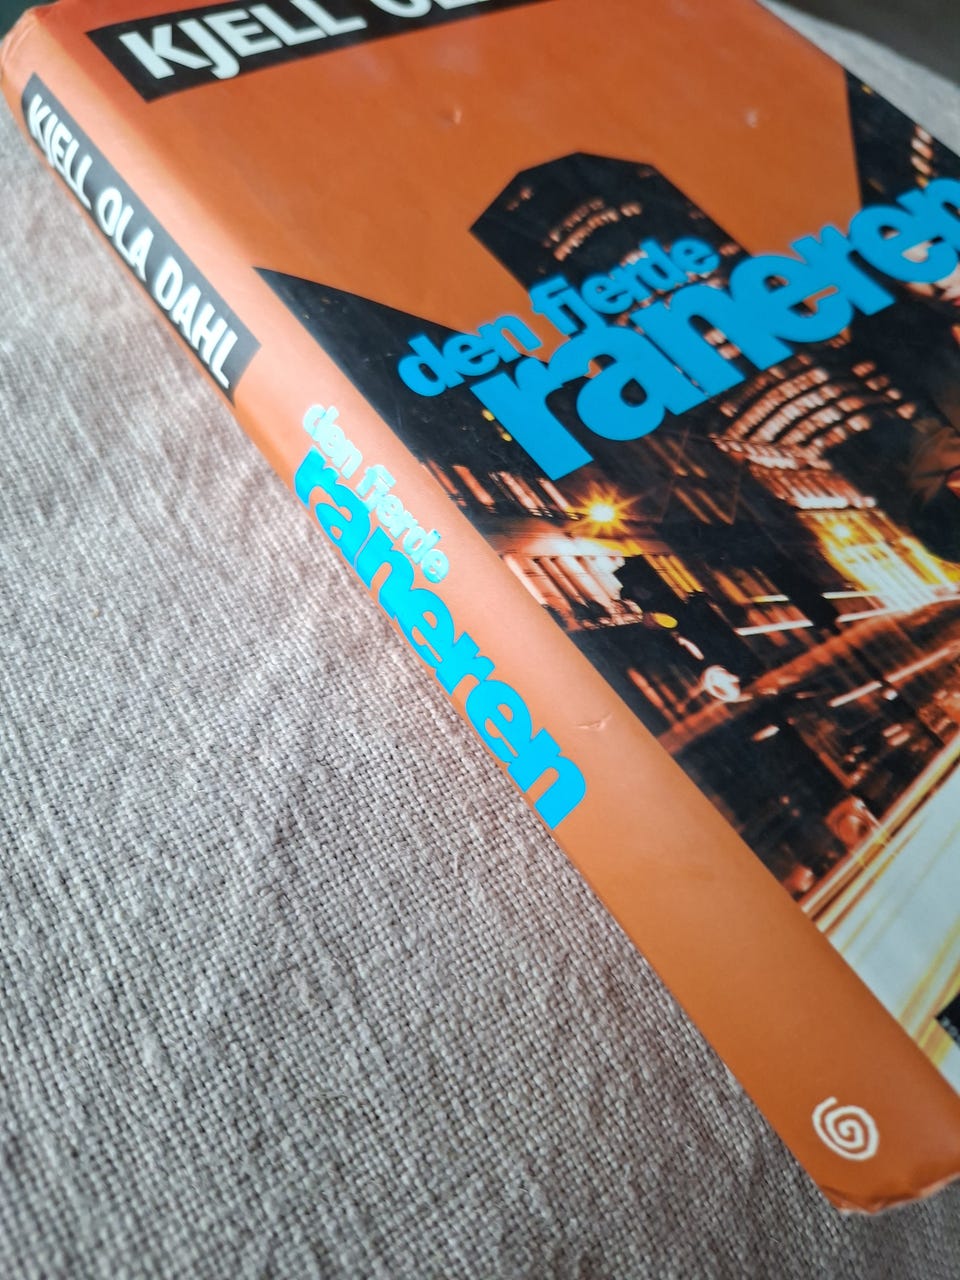 KJELL
den fjerde
raneren
KJELL OLA DAHL
den fjerde
raneren